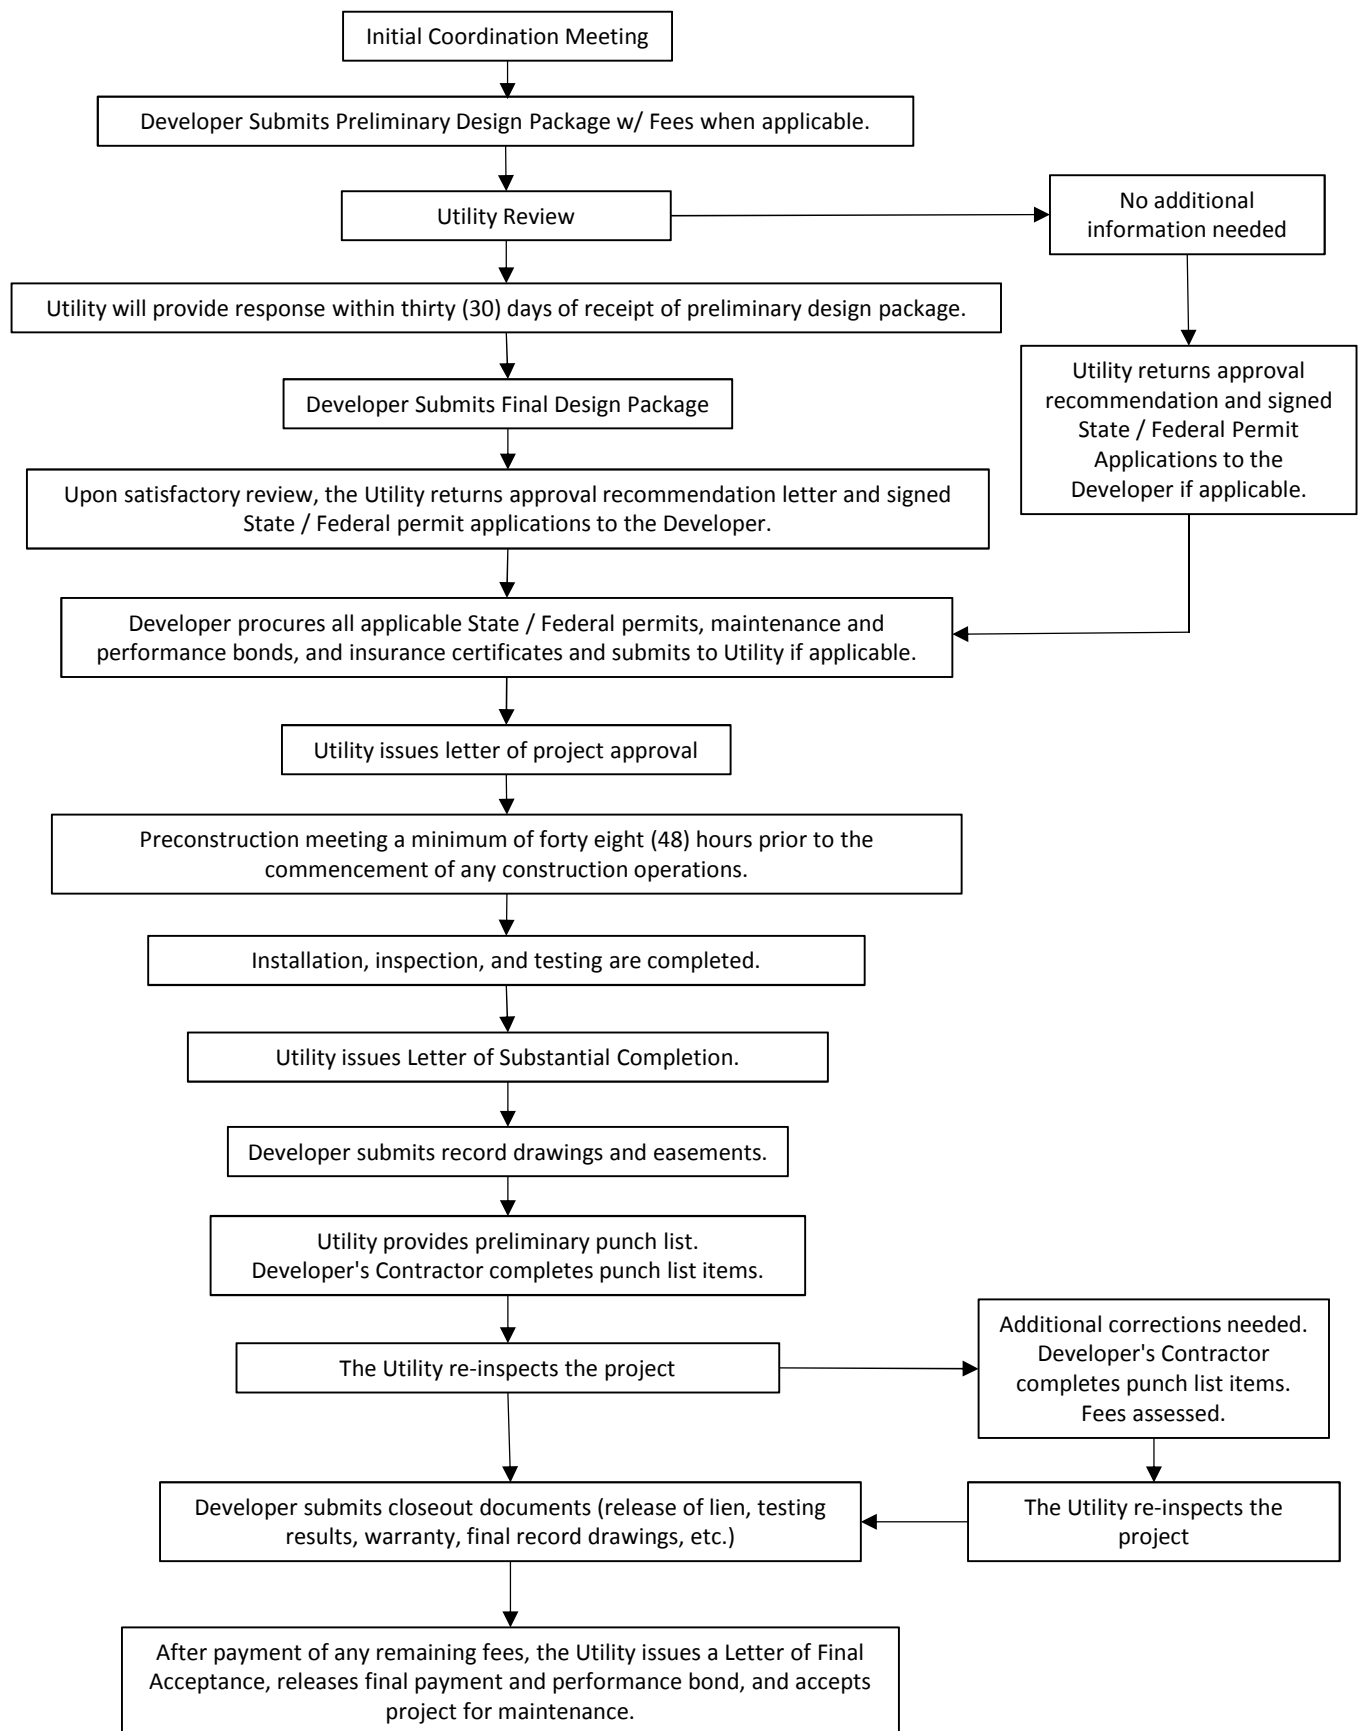 Initial Coordination Meeting
Developer Submits Preliminary Design Package w/ Fees when applicable.
Utility Review
No additional
information needed
Utility will provide response within thirty (30) days of receipt of preliminary design package.
Utility returns approval
recommendation and signed
State / Federal Permit
Applications to the
Developer if applicable.
Developer Submits Final Design Package
Upon satisfactory review, the Utility returns approval recommendation letter and signed
State / Federal permit applications to the Developer.
Developer procures all applicable State / Federal permits, maintenance and
performance bonds, and insurance certificates and submits to Utility if applicable.
Utility issues letter of project approval
Preconstruction meeting a minimum of forty eight (48) hours prior to the
commencement of any construction operations.
Installation, inspection, and testing are completed.
Utility issues Letter of Substantial Completion.
Developer submits record drawings and easements.
Utility provides preliminary punch list.
Developer's Contractor completes punch list items.
The Utility re-inspects the project
Additional corrections needed.
Developer's Contractor
completes punch list items.
Fees assessed.
The Utility re-inspects the
project
Developer submits closeout documents (release of lien, testing
results, warranty, final record drawings, etc.)
After payment of any remaining fees, the Utility issues a Letter of Final
Acceptance, releases final payment and performance bond, and accepts
project for maintenance.